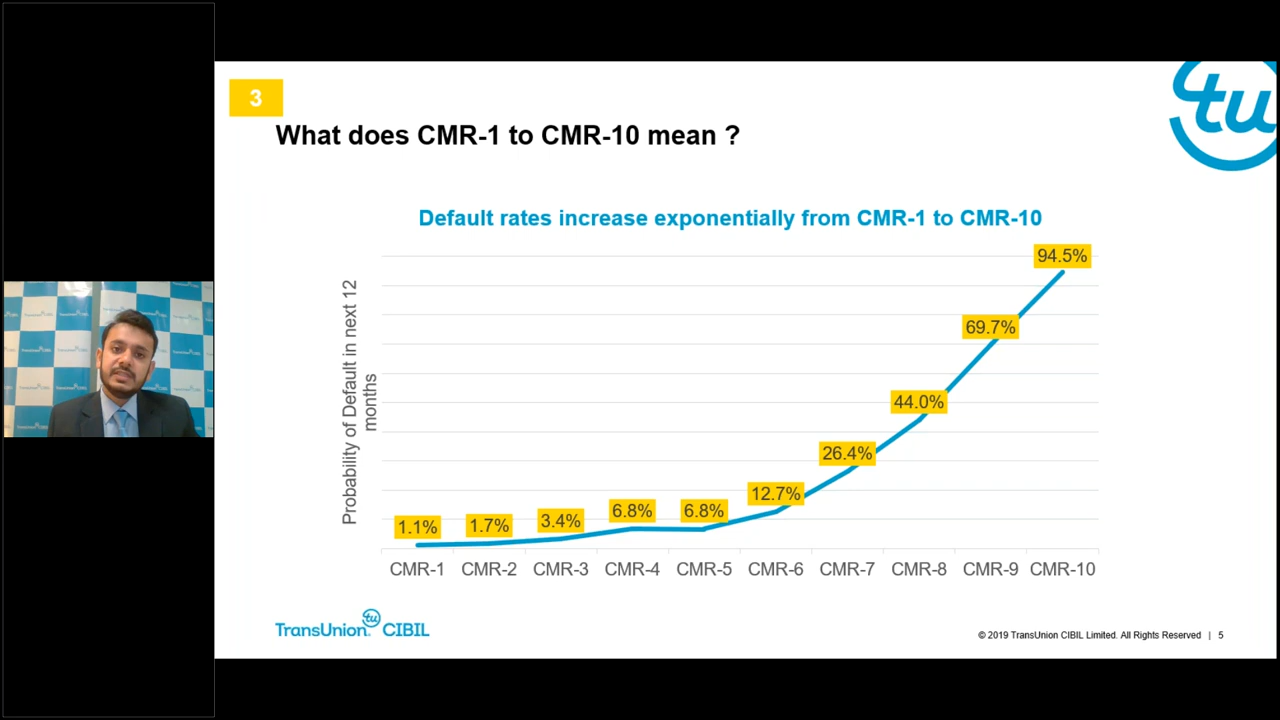 3
tu
What does CMR-1 to CMR-10 mean ?
Default rates increase exponentially from CMR-1 to CMR-10
Probability of Default in next 12
months
94.5%
69.7%
44.0%
26.4%
12.7%
6.8%
6.8%
3.4%
1.7%
1.1%
CMR-1 CMR-2 CMR-3 CMR-4 CMR-5 CMR-6 CMR-7 CMR-8 CMR-9 CMR-10
tu
TransUnion. CIBIL
© 2019 TransUnion CIBIL Limited. All Rights Reserved | 5